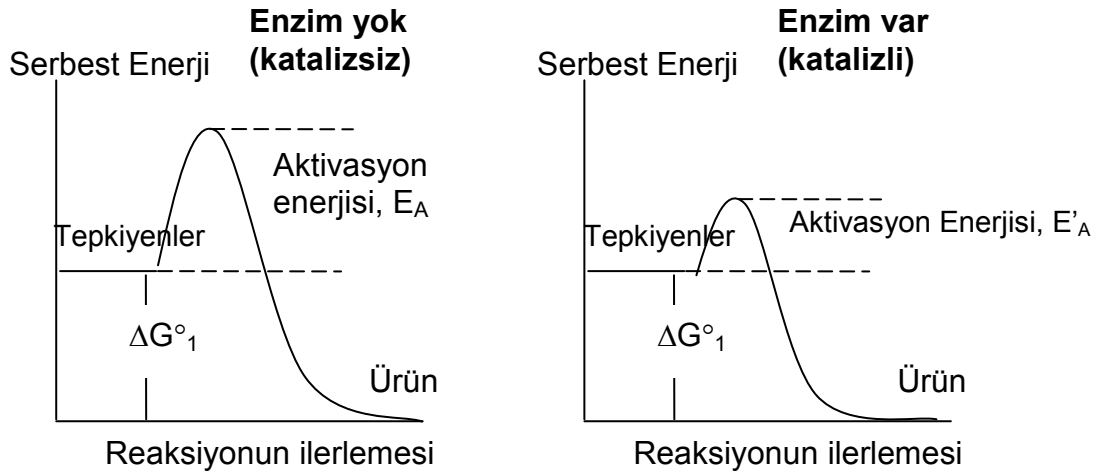 Enzim yok
(katalizsiz)
Serbest Enerji
Aktivasyon
enerjisi, E_A
Tepkiyenler
ΔG°₁
Ürün
Reaksiyonun ilerlemesi
Enzim var
(katalizli)
Serbest Enerji
Aktivasyon Enerjisi, E’_A
Tepkiyenler
ΔG°₁
Ürün
Reaksiyonun ilerlemesi